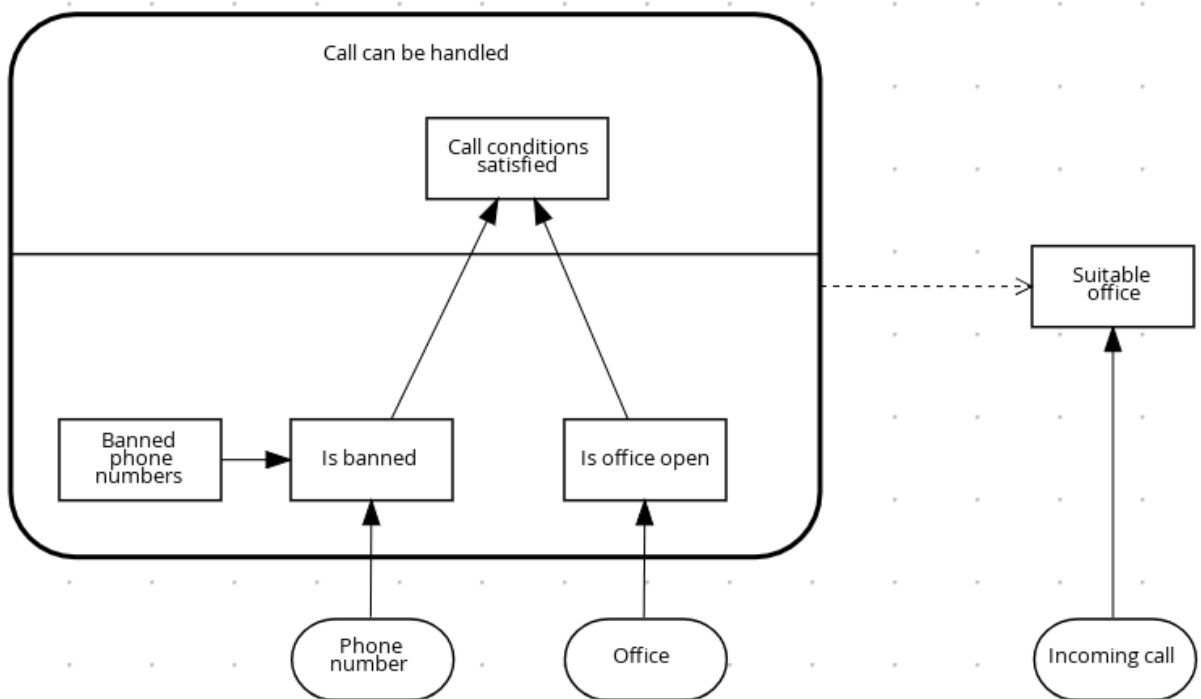 Call can be handled
Call conditions
satisfied
Suitable
office
Banned
phone
numbers
Is banned
Is office open
Phone
number
Office
Incoming call